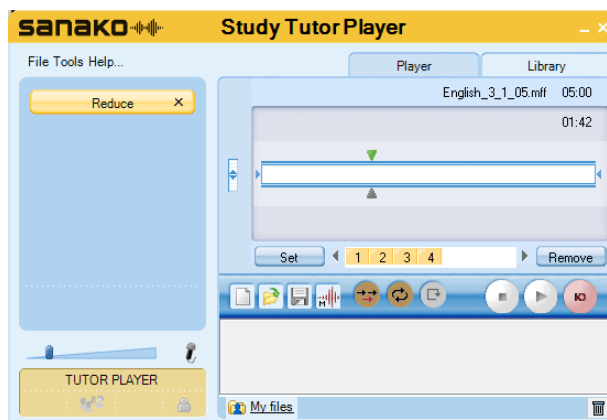 sanako Study Tutor Player
File Tools Help...
Player Library
Reduce ×
English_3_1_05.mff 05:00
01:42
Set 1 2 3 4 Remove
M
TUTOR PLAYER
My files